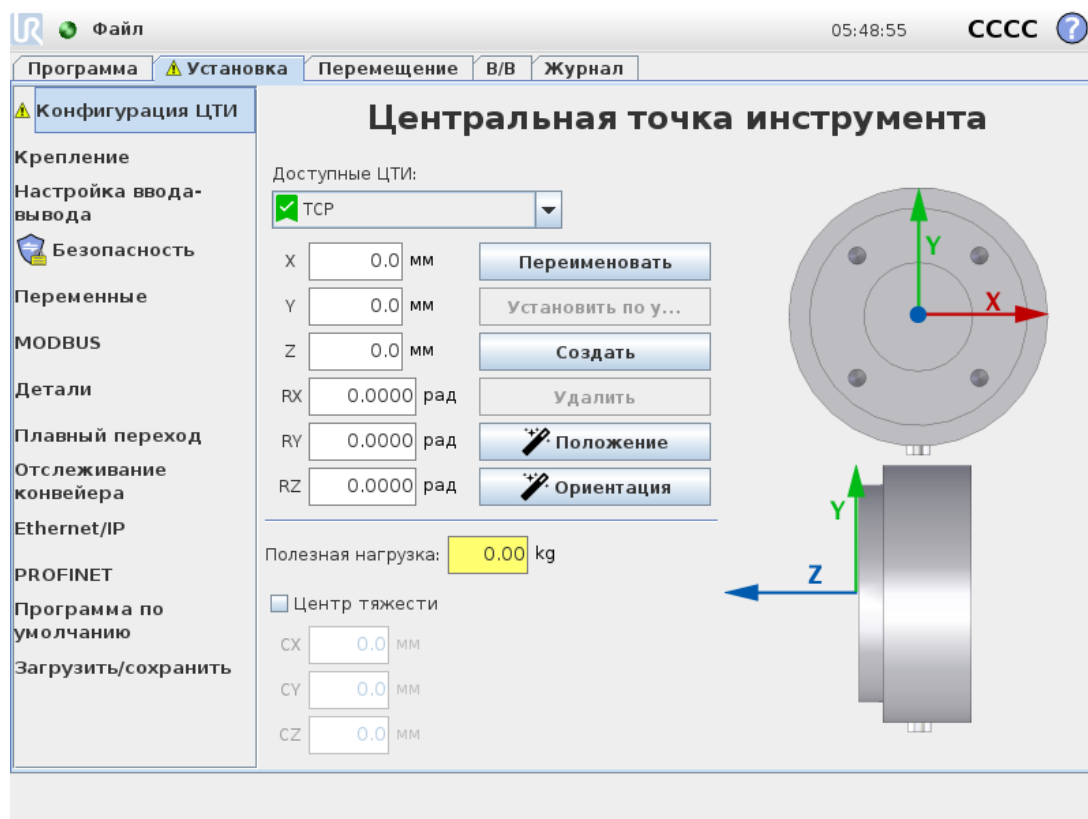 UR Файл 05:48:55 CCCC ?
Программа Установка Перемещение В/В Журнал
Конфигурация ЦТИ
Крепление
Настройка ввода-
вывода
Безопасность
Переменные
MODBUS
Детали
Плавный переход
Отслеживание
конвейера
Ethernet/IP
PROFINET
Программа по
умолчанию
Загрузить/сохранить
Центральная точка инструмента
Доступные ЦТИ:
TCP
X 0.0 мм Переименовать
Y 0.0 мм Установить по у...
Z 0.0 мм Создать
RX 0.0000 рад Удалить
RY 0.0000 рад Положение
RZ 0.0000 рад Ориентация
Полезная нагрузка: 0.00 kg
Центр тяжести
CX 0.0 мм
CY 0.0 мм
CZ 0.0 мм
Y
X
Y
Z